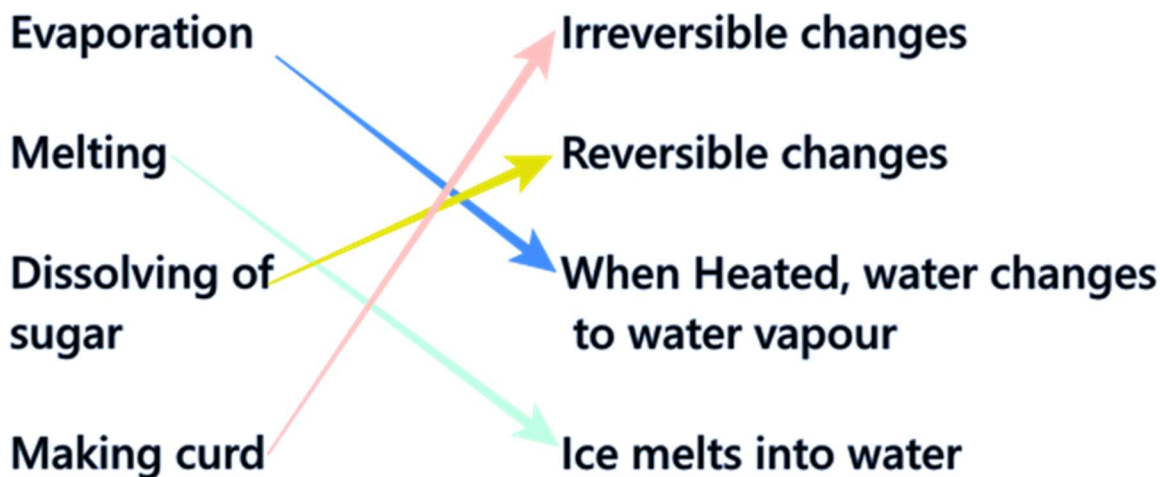 Evaporation
Irreversible changes
Melting
Reversible changes
Dissolving of
sugar
When Heated, water changes
to water vapour
Making curd
Ice melts into water